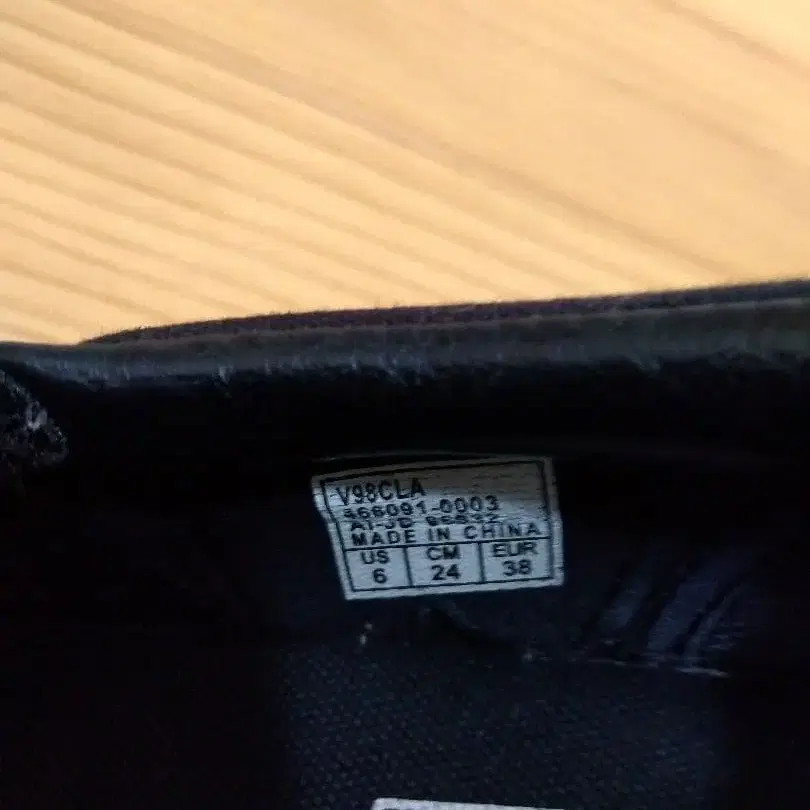 V98CLA
466091-0003
MADE IN CHINA
US CM EUR
6 24 38